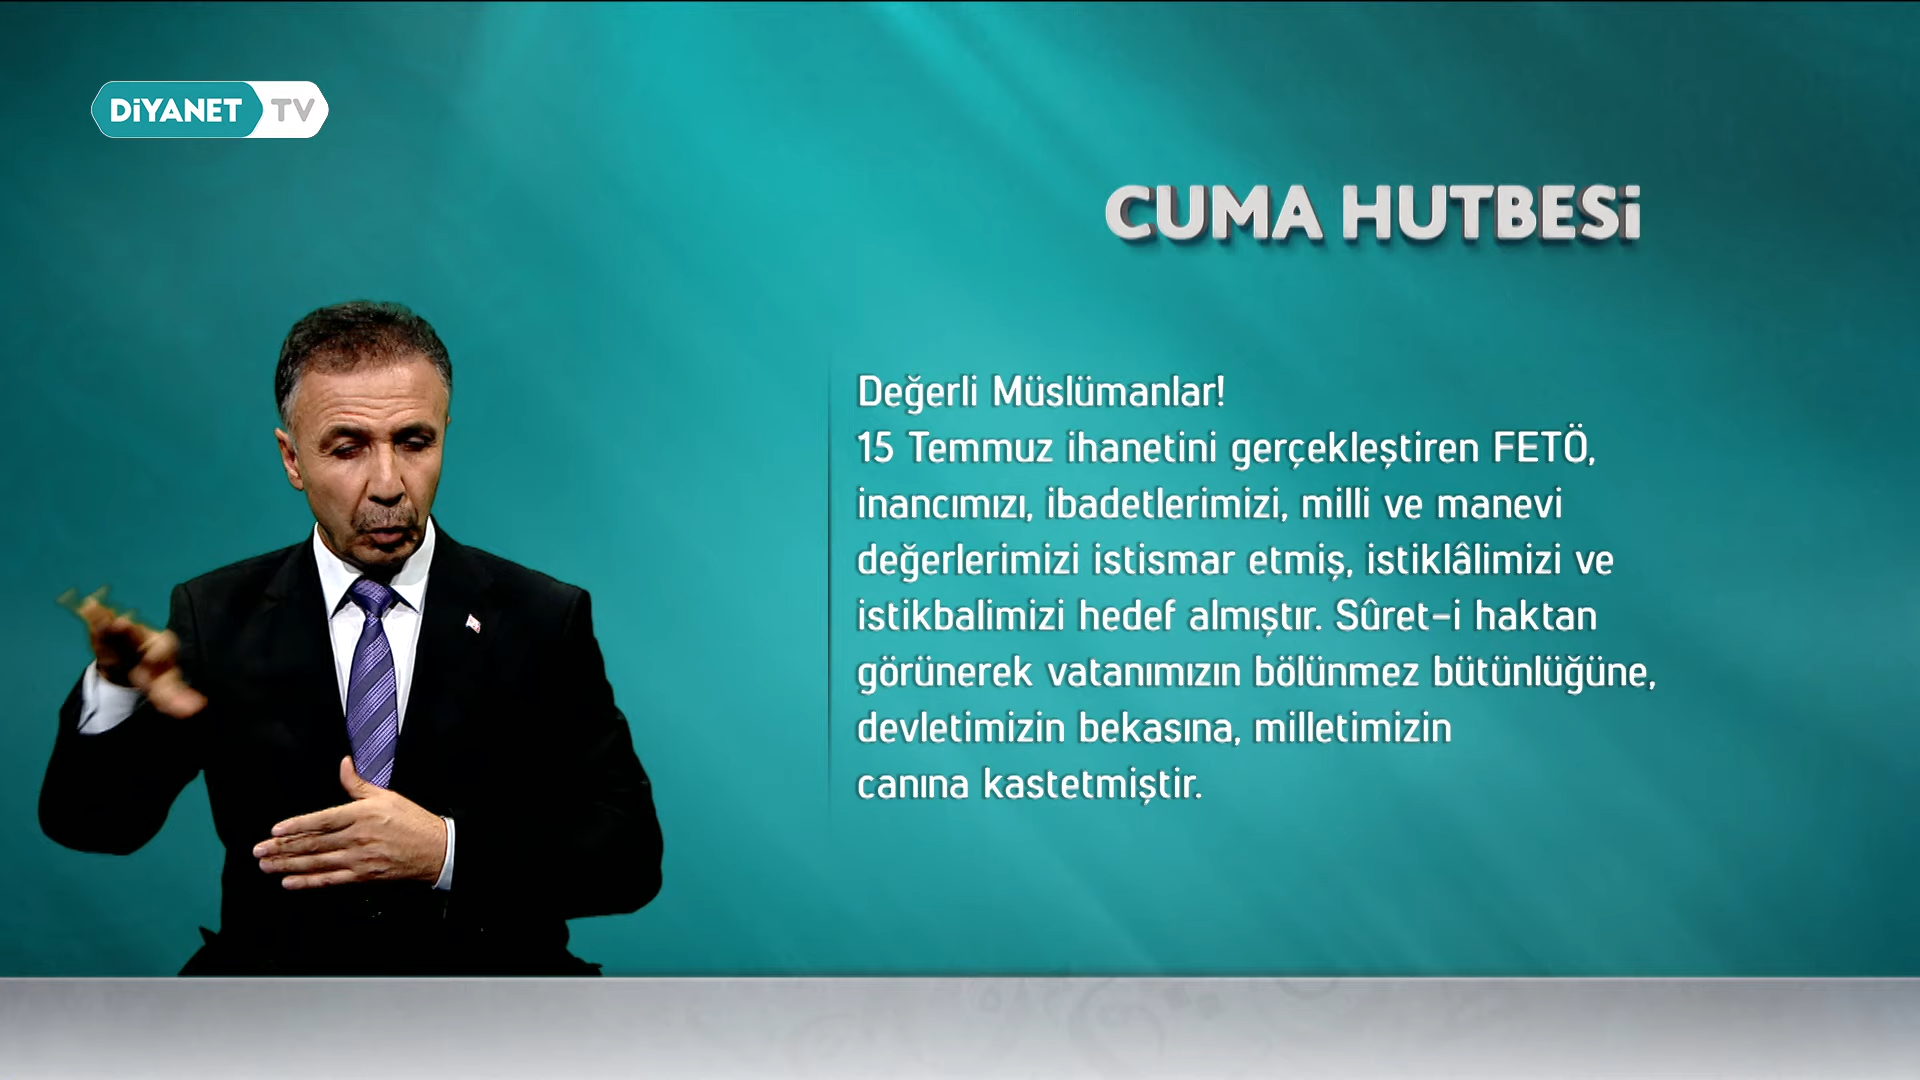 DİYANET TV
CUMA HUTBESİ
Değerli Müslümanlar!
15 Temmuz ihanetini gerçekleştiren FETÖ,
inancımızı, ibadetlerimizi, milli ve manevi
değerlerimizi istismar etmiş, istiklâlimizi ve
istikbalimizi hedef almıştır. Sûret-i haktan
görünerek vatanımızın bölünmez bütünlüğüne,
devletimizin bekasına, milletimizin
canına kastetmiştir.